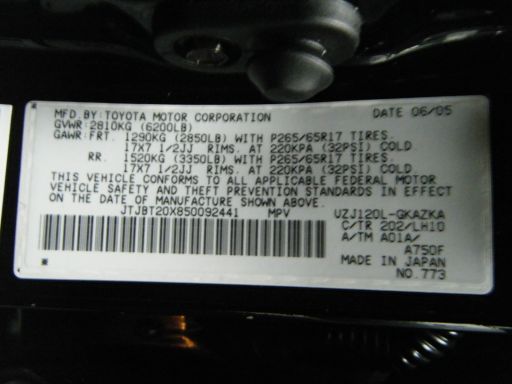 MFD.BY:TOYOTA MOTOR CORPORATION DATE 06/05
GVWR:2810KG (6200LB)
GAWR:FRT. 1290KG (2850LB) WITH P265/65R17 TIRES.
17X7 1/2JJ RIMS. AT 220KPA (32PSI) COLD
RR. 1520KG (3350LB) WITH P265/65R17 TIRES.
17X7 1/2JJ RIMS. AT 220KPA (32PSI) COLD
THIS VEHICLE CONFORMS TO ALL APPLICABLE FEDERAL MOTOR
VEHICLE SAFETY AND THEFT PREVENTION STANDARDS IN EFFECT
ON THE DATE OF MANUFACTURE SHOWN ABOVE.
JTJBT20X850092441 MPV UZJ120L-GKAZKA
C/TR 202/LH10
A/TM A01A/
A750F
MADE IN JAPAN
NO.773